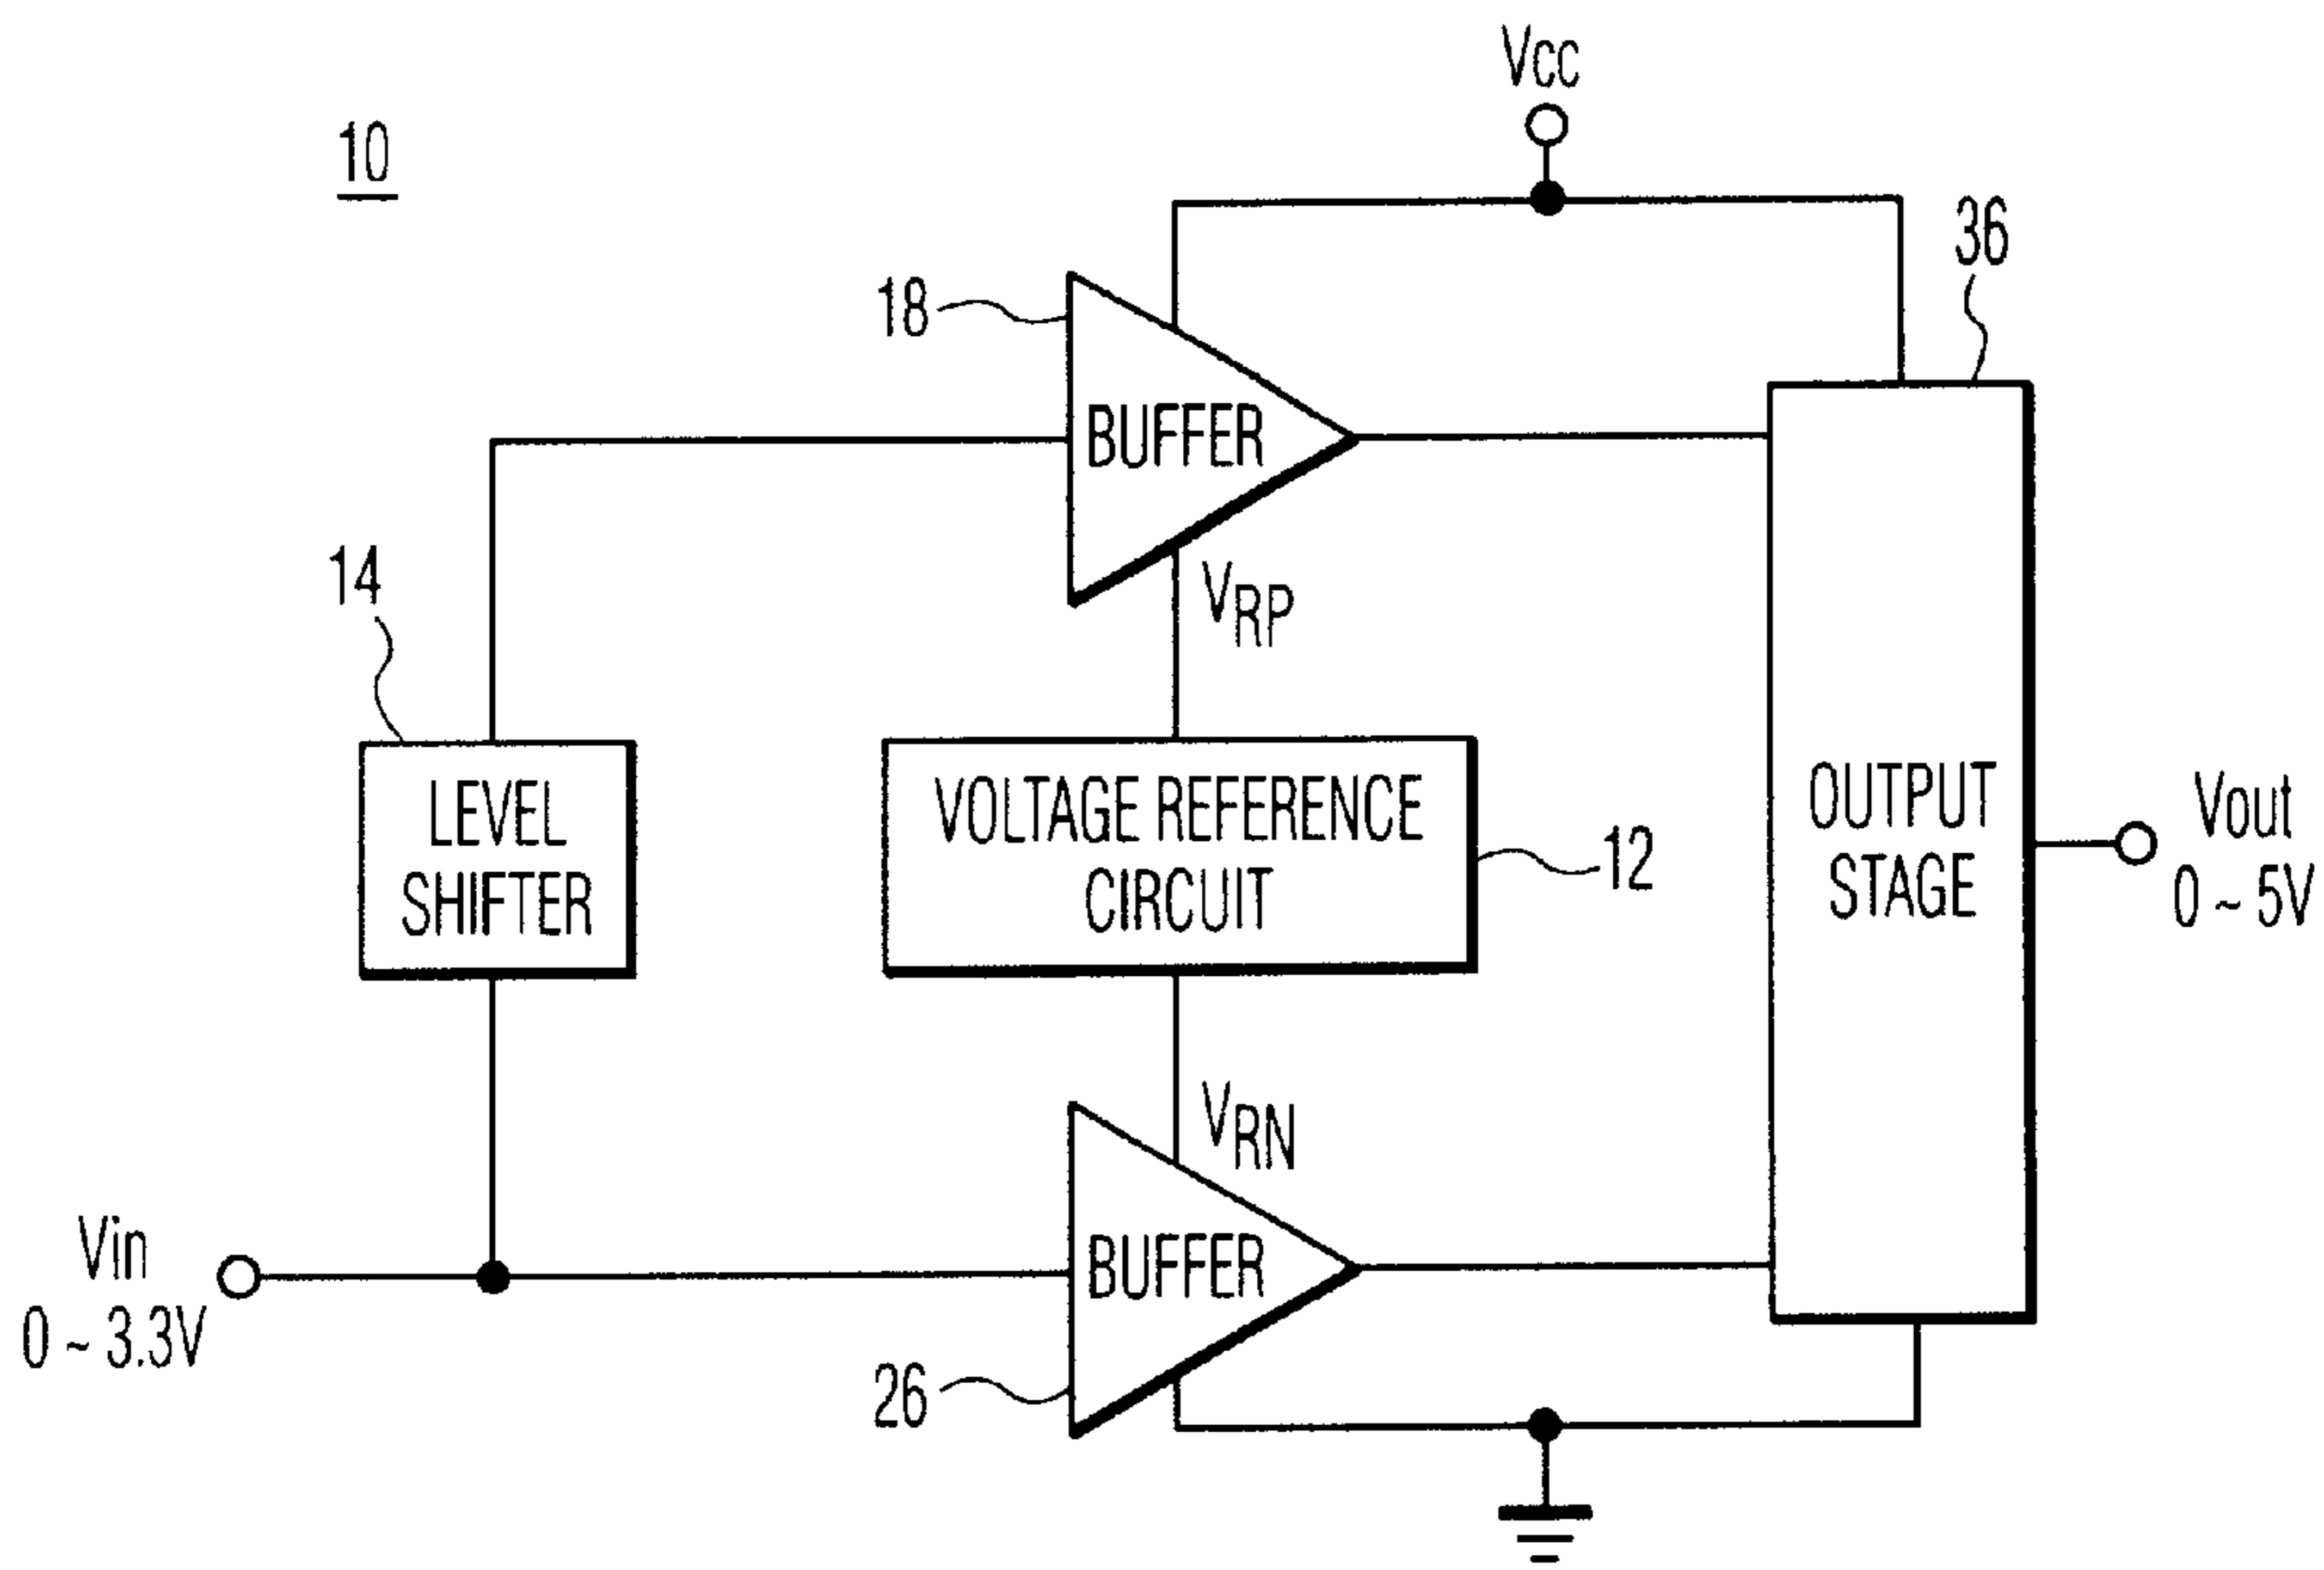 Vcc
10
36
18
BUFFER
VRP
14
LEVEL
SHIFTER
VOLTAGE REFERENCE
CIRCUIT
12
OUTPUT
STAGE
Vout
0 ~ 5V
VRN
Vin
0 ~ 3.3V
BUFFER
26